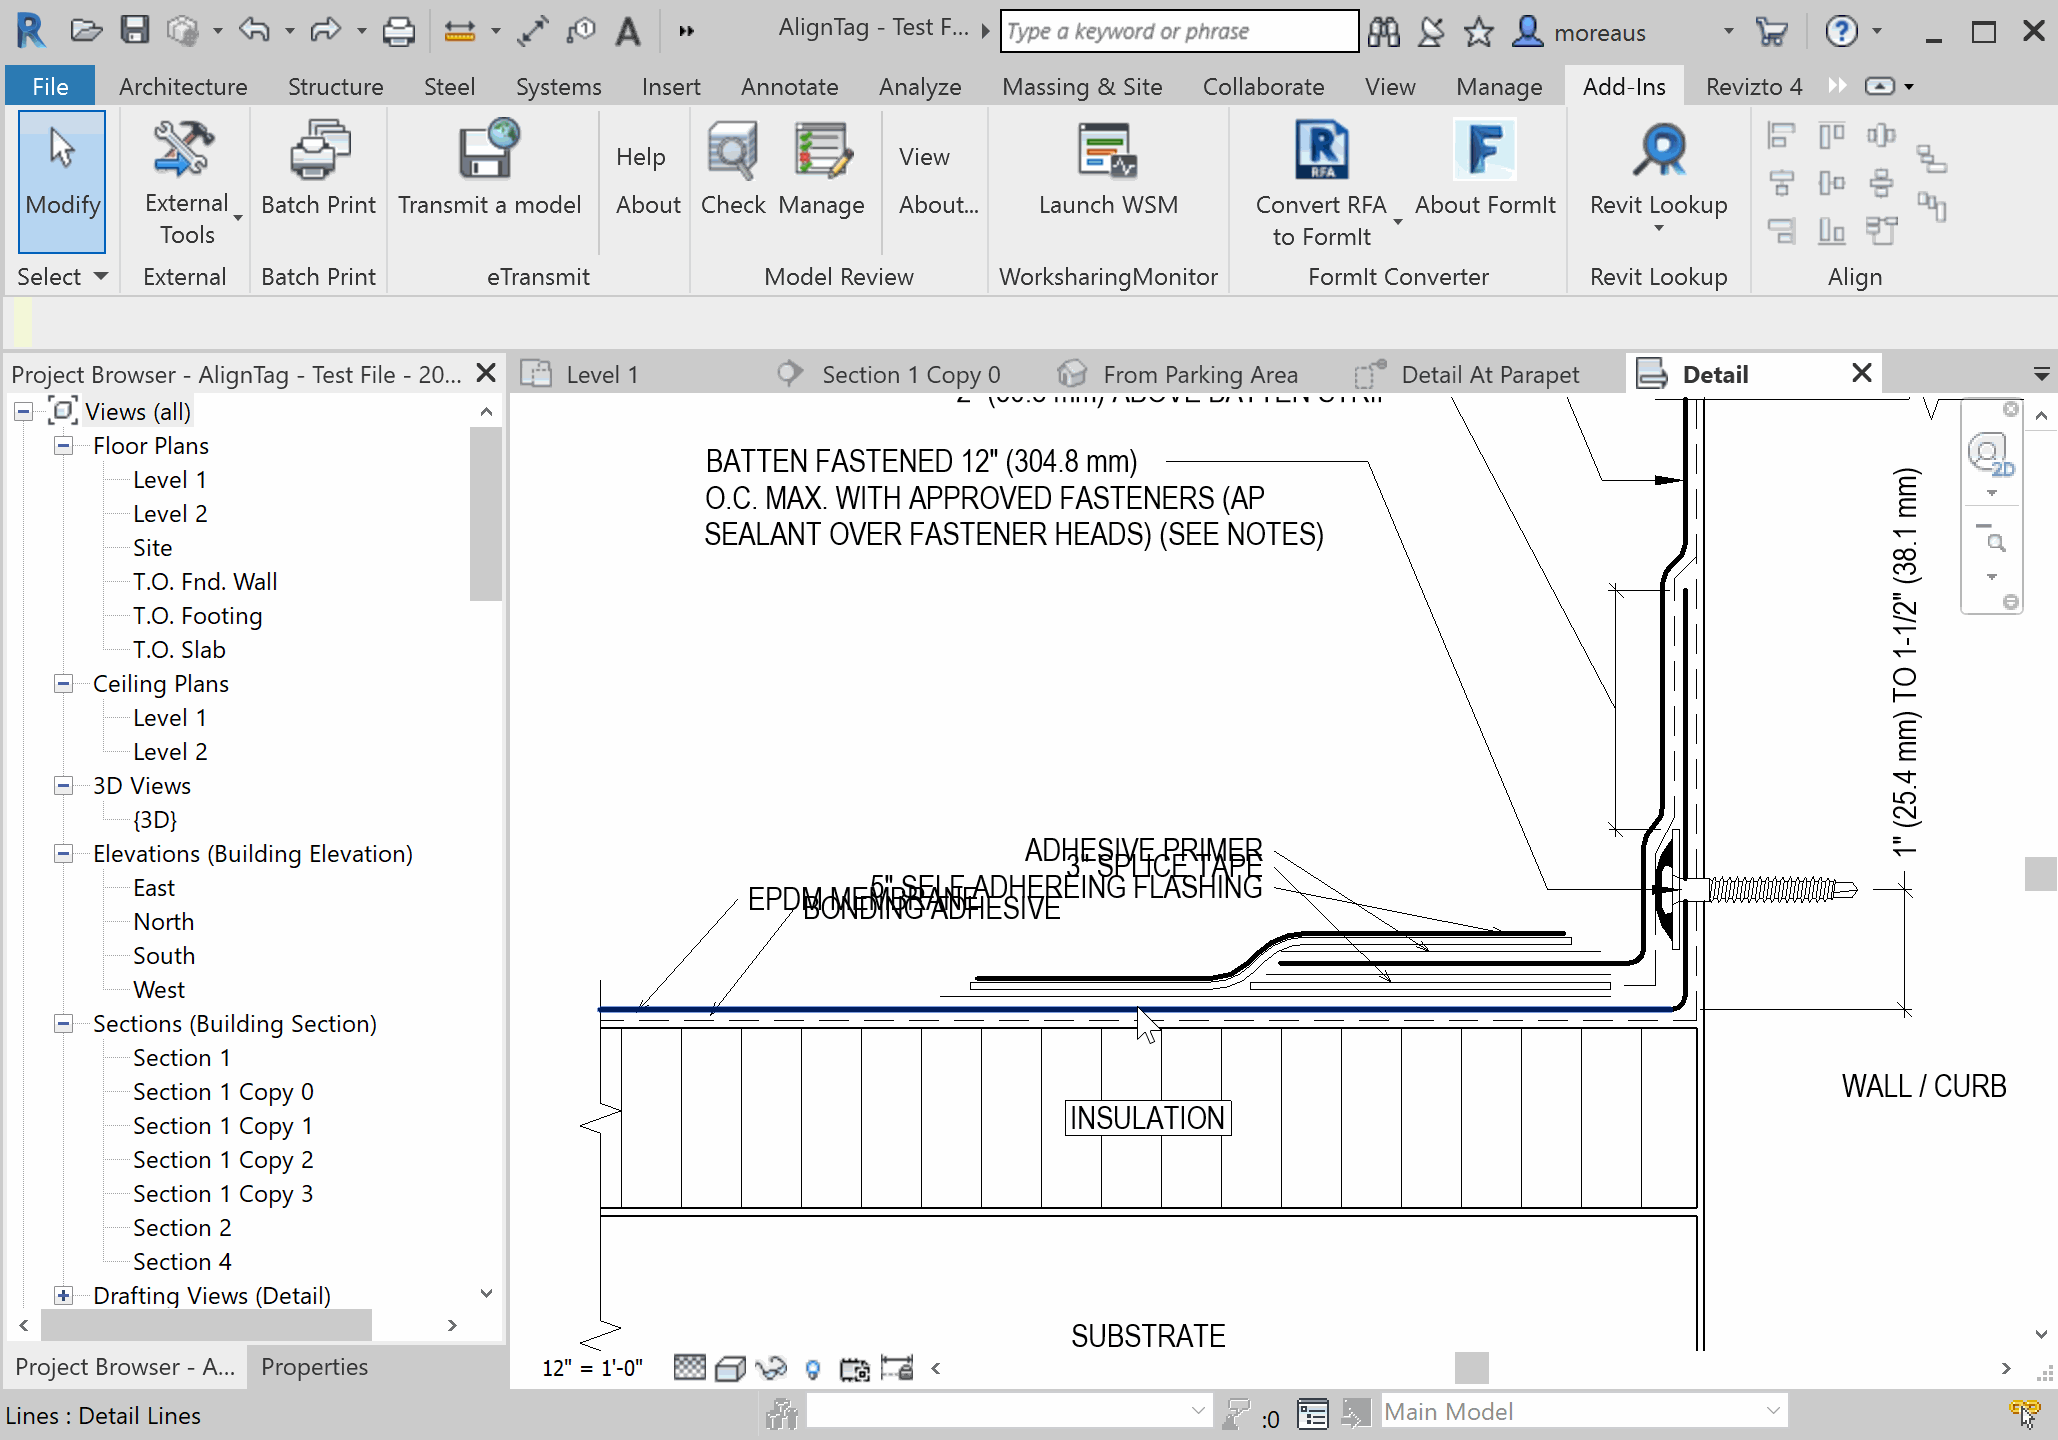 AlignTag - Test F...
Type a keyword or phrase
moreaus
File
Architecture
Structure
Steel
Systems
Insert
Annotate
Analyze
Massing & Site
Collaborate
View
Manage
Add-Ins
Revizto 4
Modify
External
Tools
Batch Print
Transmit a model
Help
About
Check
Manage
View
About...
Launch WSM
Convert RFA
to FormIt
RFA
About FormIt
Revit Lookup
Select
External
Batch Print
eTransmit
Model Review
WorksharingMonitor
FormIt Converter
Revit Lookup
Align
Project Browser - AlignTag - Test File - 20...
Level 1
Section 1 Copy 0
From Parking Area
Detail At Parapet
Detail
Views (all)
Floor Plans
Level 1
Level 2
Site
T.O. Fnd. Wall
T.O. Footing
T.O. Slab
Ceiling Plans
Level 1
Level 2
3D Views
{3D}
Elevations (Building Elevation)
East
North
South
West
Sections (Building Section)
Section 1
Section 1 Copy 0
Section 1 Copy 1
Section 1 Copy 2
Section 1 Copy 3
Section 2
Section 4
Drafting Views (Detail)
Project Browser - A...
Properties
ABOVE BATTEN STRIP
BATTEN FASTENED 12" (304.8 mm)
O.C. MAX. WITH APPROVED FASTENERS (AP
SEALANT OVER FASTENER HEADS) (SEE NOTES)
ADHESIVE PRIMER
3" SPLICE TAPE
5" SELF ADHEREING FLASHING
EPDM MEMBRANE
BONDING ADHESIVE
1" (25.4 mm) TO 1-1/2" (38.1 mm)
2D
WALL / CURB
INSULATION
SUBSTRATE
12" = 1'-0"
Lines : Detail Lines
:0
Main Model